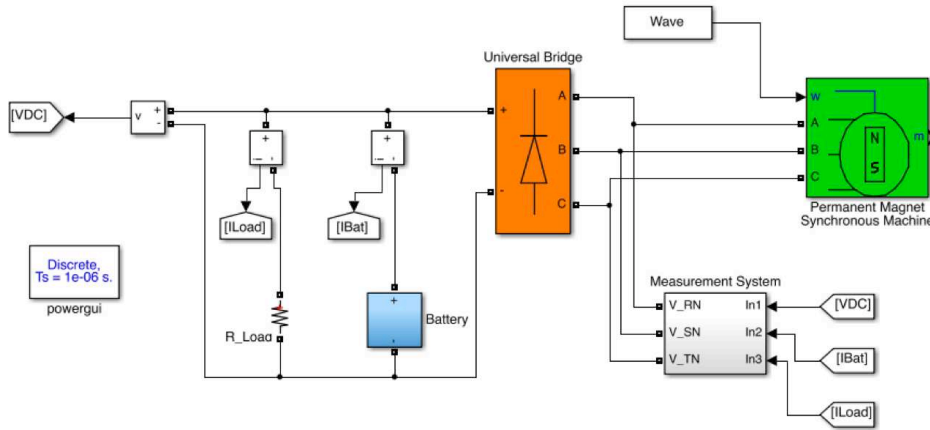 Wave
Universal Bridge
[VDC]
v
+
-
+
-
A
B
C
w
A
B
C
m
N
S
Permanent Magnet
Synchronous Machine
+
-
i
+
-
i
[ILoad]
[IBat]
Discrete,
Ts = 1e-06 s.
powergui
R_Load
+
-
Battery
+
Measurement System
V_RN
V_SN
V_TN
In1
In2
In3
[VDC]
[IBat]
[ILoad]